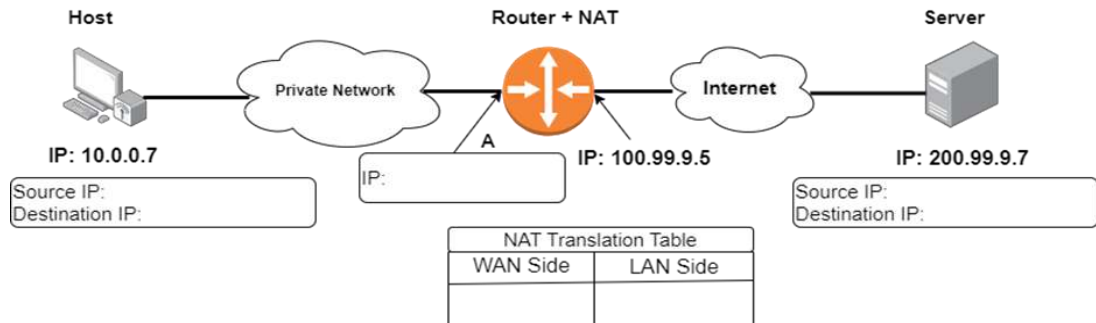 Host
Router + NAT
Server
Private Network
Internet
A
IP: 10.0.0.7
IP:
IP: 100.99.9.5
IP: 200.99.9.7
Source IP:
Destination IP:
Source IP:
Destination IP:
NAT Translation Table
WAN Side
LAN Side